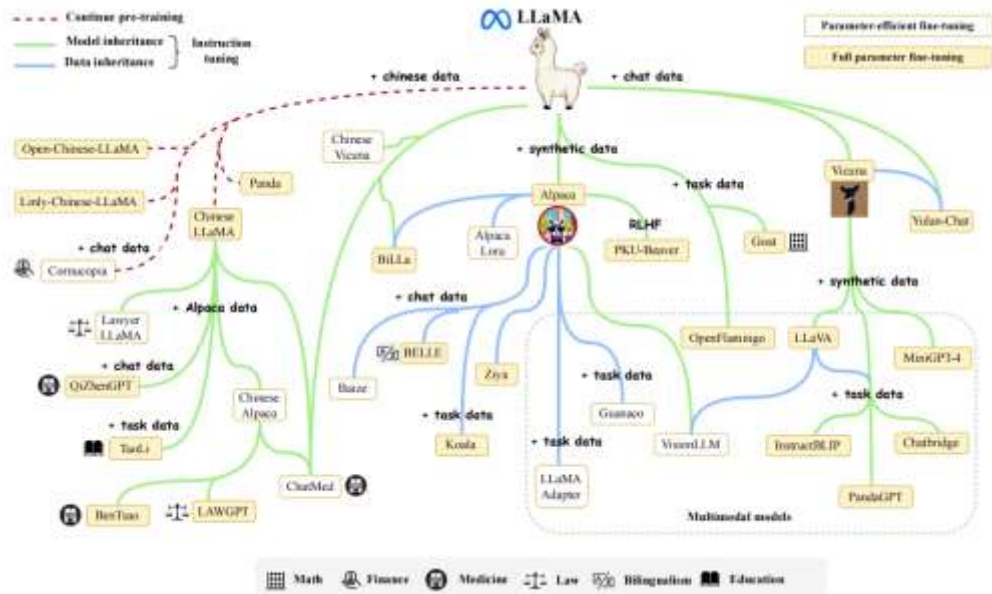 LLaMA
Continue pre-training
Model inheritance
Data inheritance
Instruction
tuning
Parameter-efficient fine-tuning
Full parameter fine-tuning
+ chinese data
+ chat data
Chinese
Vicuna
+ synthetic data
Open-Chinese-LLaMA
Panda
Linly-Chinese-LLaMA
Chinese
LLaMA
+ task data
Alpaca
Vicuna
Yulan-Chat
RLHF
Alpaca
Lora
BiLLa
PKU-Beaver
Goat
+ chat data
Cornucopia
+ synthetic data
+ Alpaca data
+ chat data
Lawyer
LLaMA
OpenFlamingo
LLaVA
MiniGPT-4
BELLE
Baize
Ziya
+ task data
Guanaco
+ chat data
QiZhenGPT
Chinese
Alpaca
+ task data
+ task data
TaoLi
+ task data
Koala
+ task data
VisionLLM
InstructBLIP
Chatbridge
ChatMed
LLaMA
Adapter
PandaGPT
BenTsao
LAWGPT
Multimodal models
Math
Finance
Medicine
Law
Bilingualism
Education